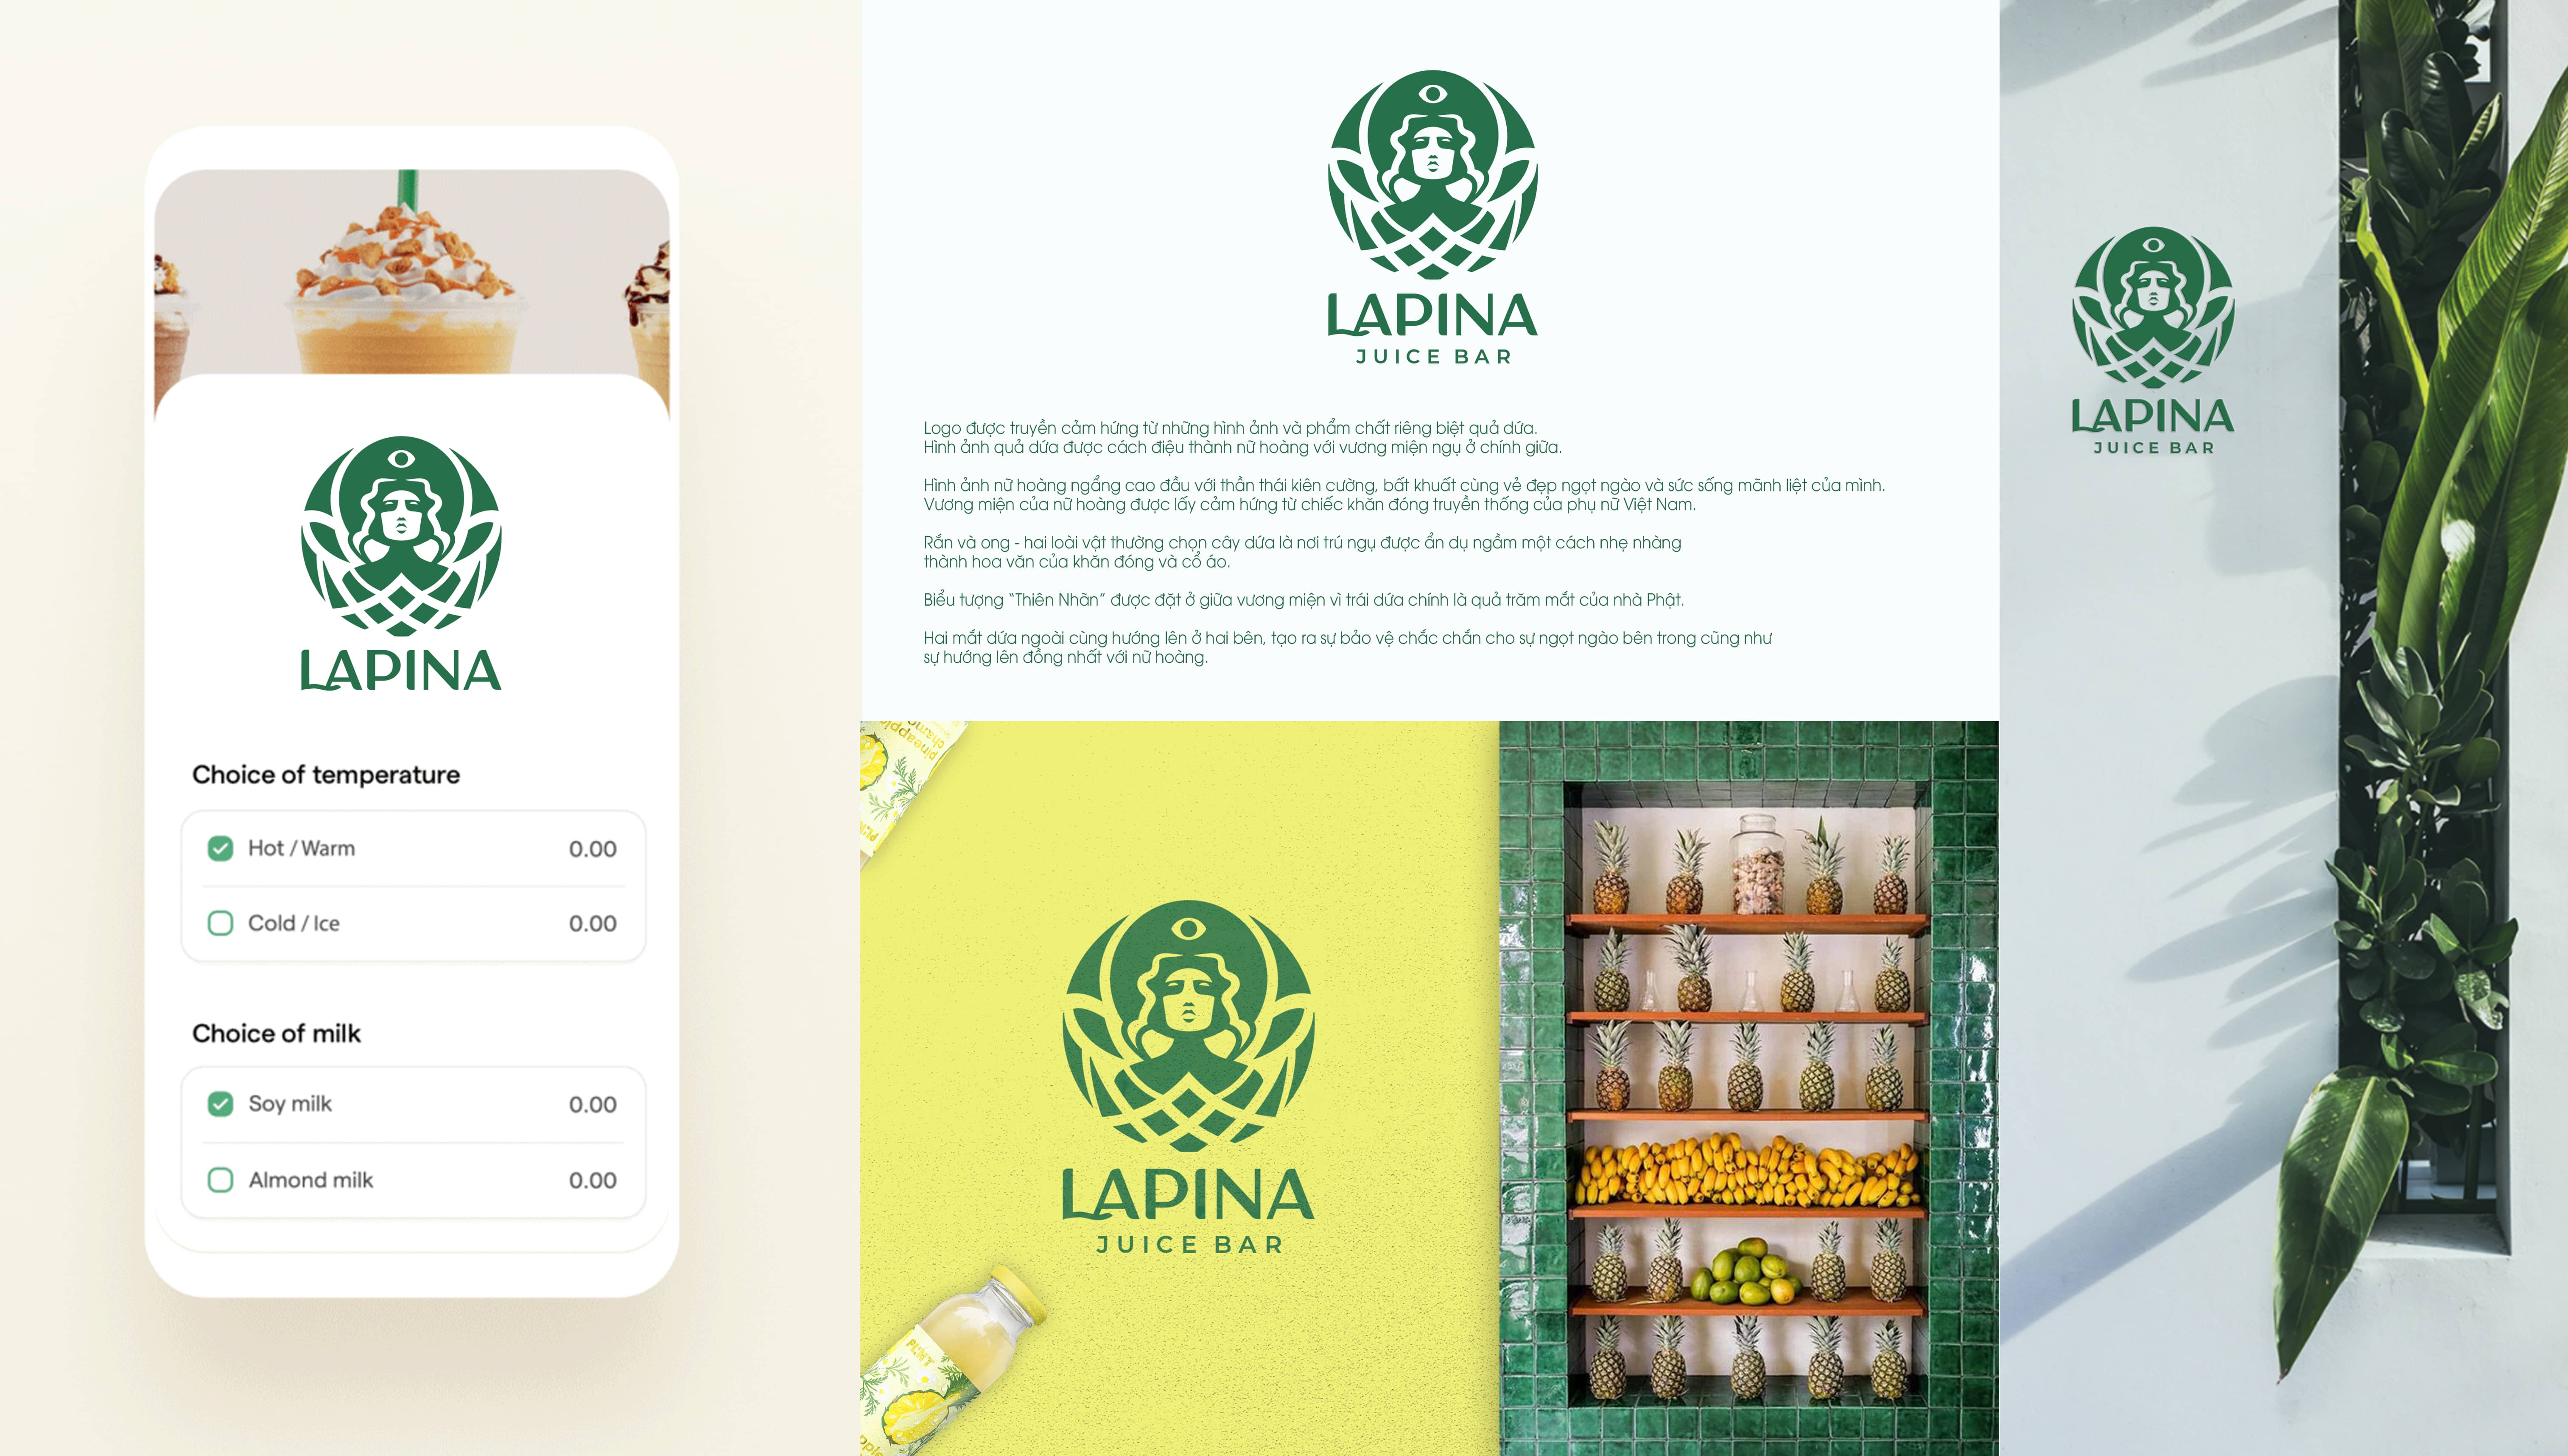 LAPINA
Choice of temperature
Hot / Warm 0.00
Cold / Ice 0.00
Choice of milk
Soy milk 0.00
Almond milk 0.00
LAPINA
JUICE BAR
Logo được truyền cảm hứng từ những hình ảnh và phẩm chất riêng biệt quả dứa.
Hình ảnh quả dứa được cách điệu thành nữ hoàng với vương miện ngụ ở chính giữa.
Hình ảnh nữ hoàng ngẩng cao đầu với thần thái kiên cường, bất khuất cùng vẻ đẹp ngọt ngào và sức sống mãnh liệt của mình.
Vương miện của nữ hoàng được lấy cảm hứng từ chiếc khăn đóng truyền thống của phụ nữ Việt Nam.
Rắn và ong - hai loài vật thường chọn cây dứa là nơi trú ngụ được ẩn dụ ngầm một cách nhẹ nhàng
thành hoa văn của khăn đóng và cổ áo.
Biểu tượng “Thiên Nhãn” được đặt ở giữa vương miện vì trái dứa chính là quả trăm mắt của nhà Phật.
Hai mắt dứa ngoài cùng hướng lên ở hai bên, tạo ra sự bảo vệ chắc chắn cho sự ngọt ngào bên trong cũng như
sự hướng lên đồng nhất với nữ hoàng.
pineapple
LAPINA
JUICE BAR
LAPINA
JUICE BAR